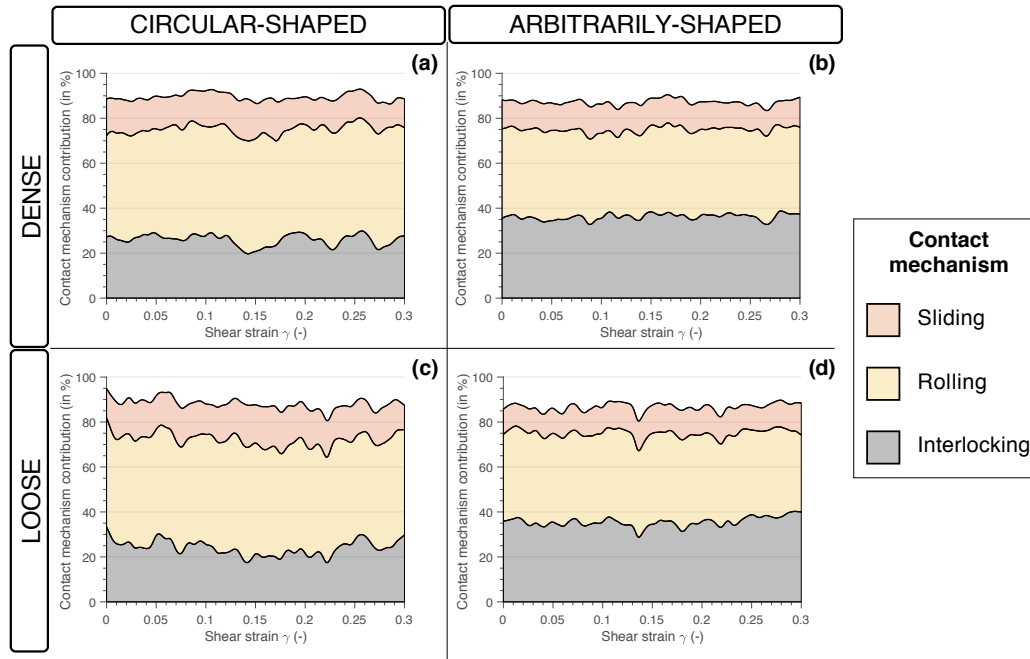 CIRCULAR-SHAPED
ARBITRARILY-SHAPED
DENSE
LOOSE
(a)
Contact mechanism contribution (in %)
100
80
60
40
20
0
0 0.05 0.1 0.15 0.2 0.25 0.3
Shear strain γ (-)
(b)
Contact mechanism contribution (in %)
100
80
60
40
20
0
0 0.05 0.1 0.15 0.2 0.25 0.3
Shear strain γ (-)
(c)
Contact mechanism contribution (in %)
100
80
60
40
20
0
0 0.05 0.1 0.15 0.2 0.25 0.3
Shear strain γ (-)
(d)
Contact mechanism contribution (in %)
100
80
60
40
20
0
0 0.05 0.1 0.15 0.2 0.25 0.3
Shear strain γ (-)
Contact
mechanism
Sliding
Rolling
Interlocking